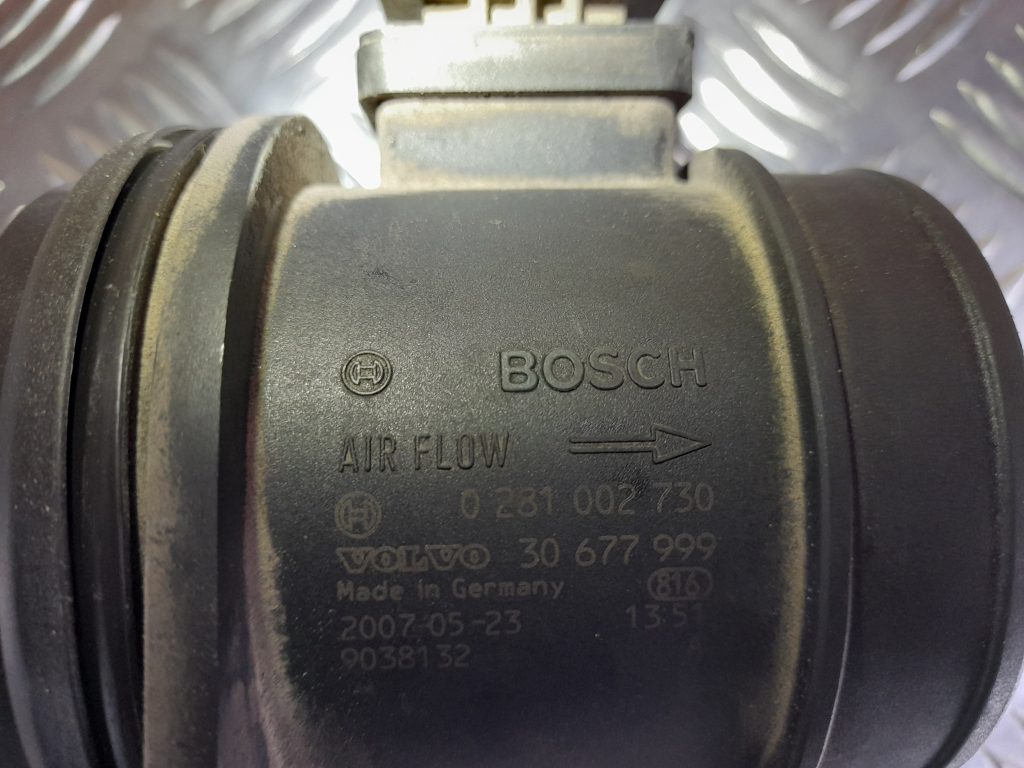 BOSCH
AIR FLOW
0 281 002 730
VOLVO 30 677 999
Made in Germany 816
2007-05-23 13:51
9038132 A